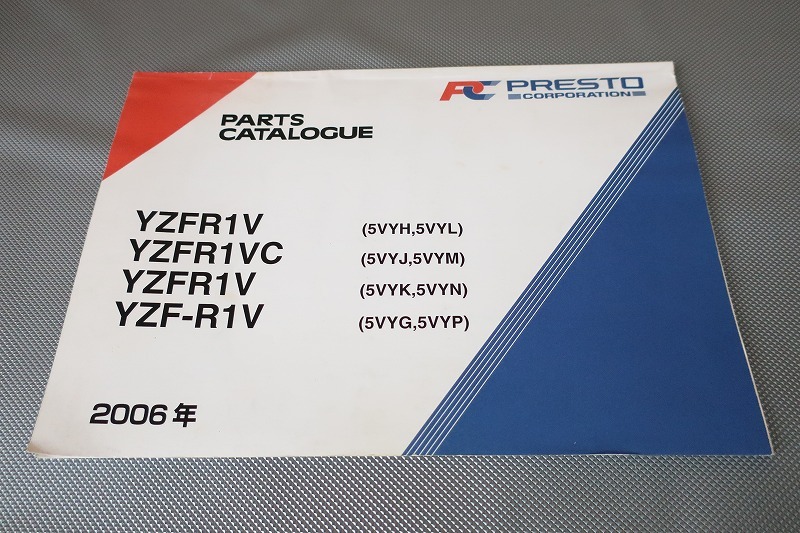 PC PRESTO
CORPORATION
PARTS
CATALOGUE
YZFR1V (5VYH,5VYL)
YZFR1VC (5VYJ,5VYM)
YZFR1V (5VYK,5VYN)
YZF-R1V (5VYG,5VYP)
2006年